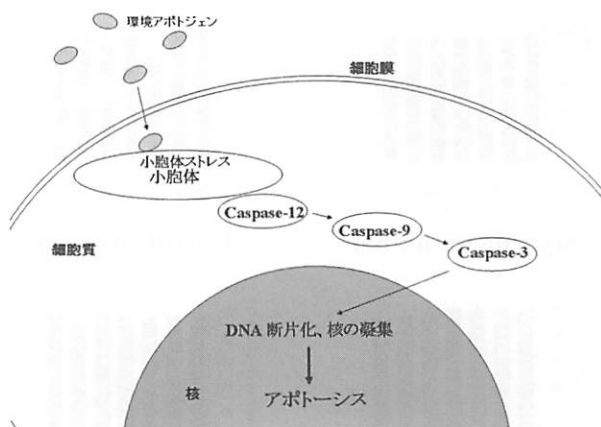 環境アポトジェン
細胞膜
小胞体ストレス
小胞体
Caspase-12
Caspase-9
Caspase-3
細胞質
DNA 断片化、核の凝集
核
アポトーシス